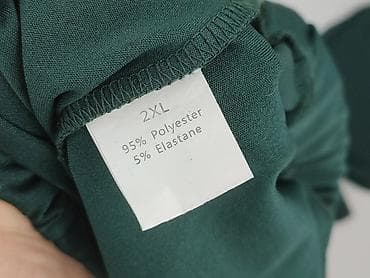 2XL
95% Polyester
5% Elastane